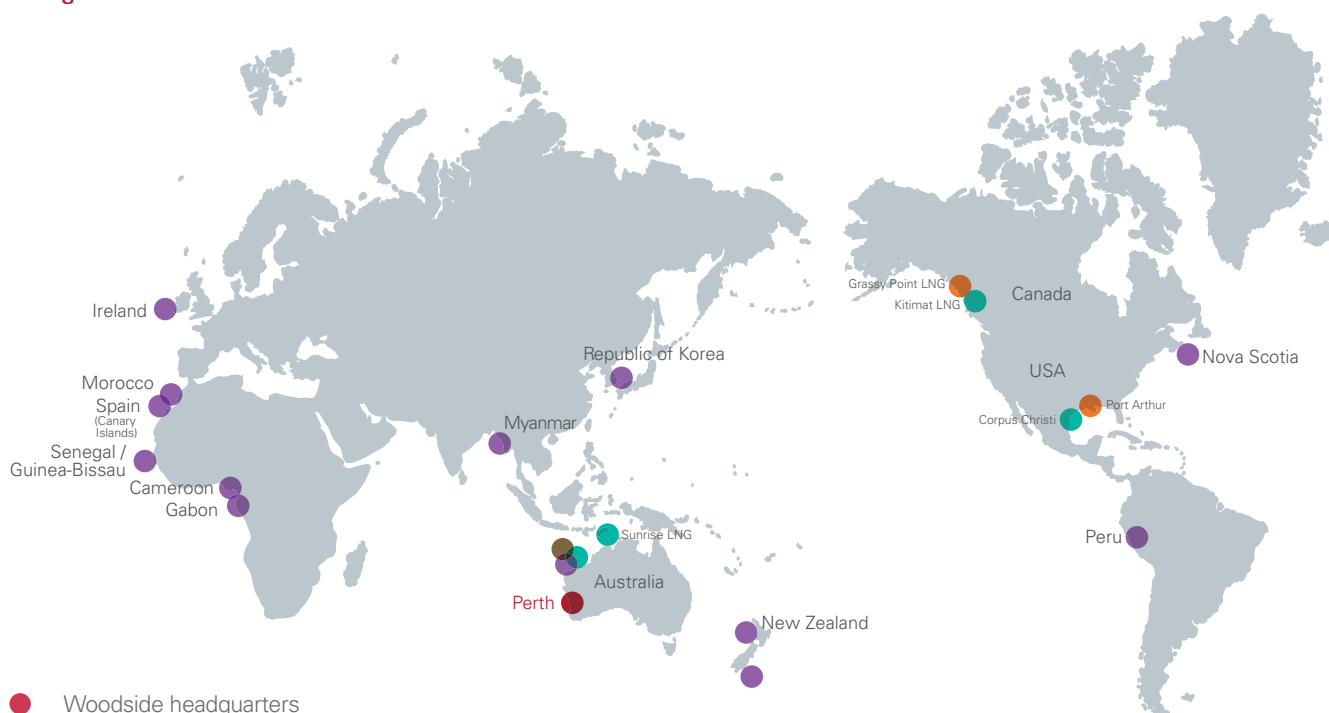 Ireland
Morocco
Spain
(Canary
Islands)
Senegal /
Guinea-Bissau
Cameroon
Gabon
Republic of Korea
Myanmar
Sunrise LNG
Australia
Perth
New Zealand
Grassy Point LNG
Kitimat LNG
Canada
USA
Nova Scotia
Port Arthur
Corpus Christi
Peru
Woodside headquarters